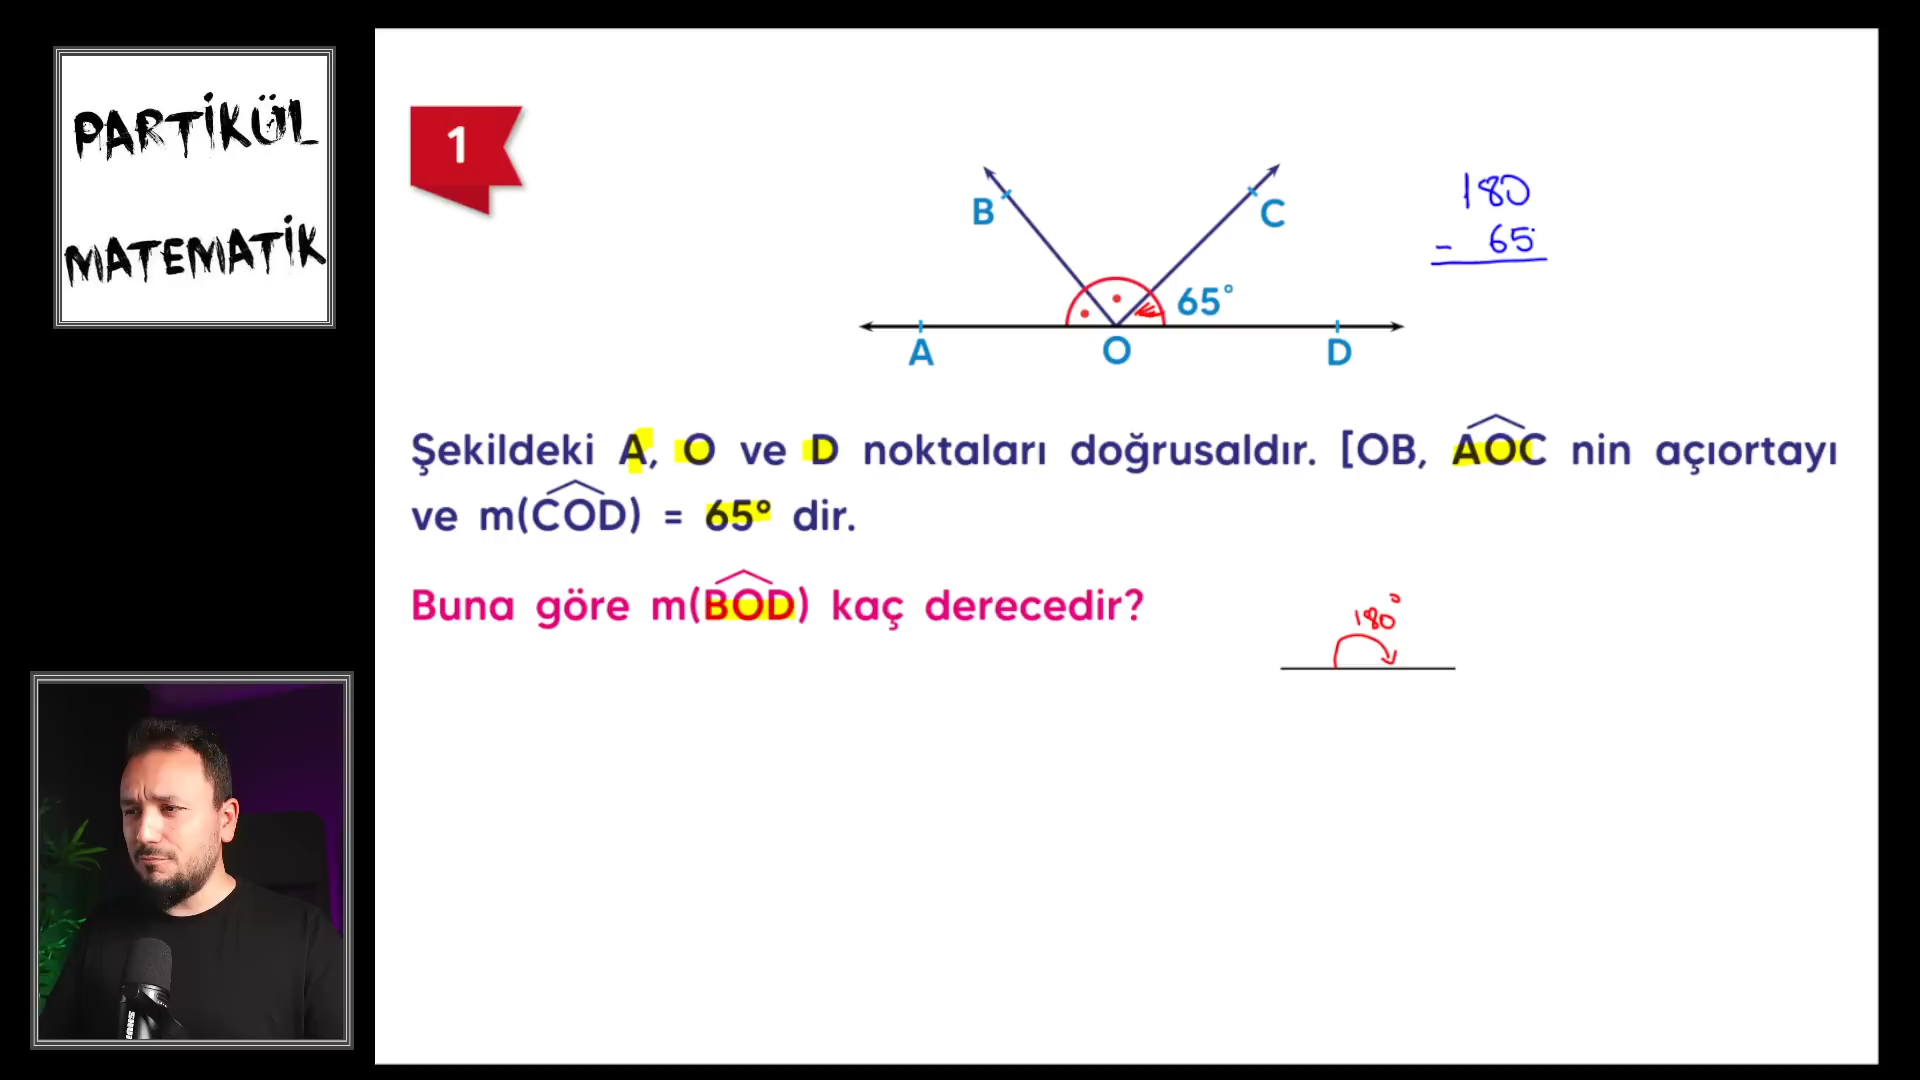 PARTİKÜL
MATEMATİK
1
B
C
65°
A
O
D
180
- 65
Şekildeki A, O ve D noktaları doğrusaldır. [OB, AOC nin açıortayı
ve m(COD) = 65° dir.
Buna göre m(BOD) kaç derecedir?
180°